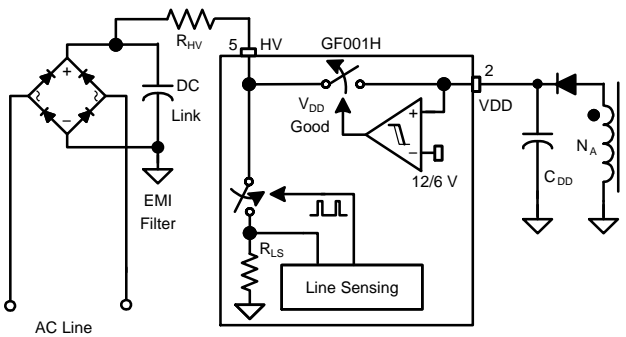 RHV
5 HV
GF001H
2
VDD
+
~
~
−
DC
Link
VDD
Good
+
−
12/6 V
CDD
NA
EMI
Filter
RLS
Line Sensing
AC Line